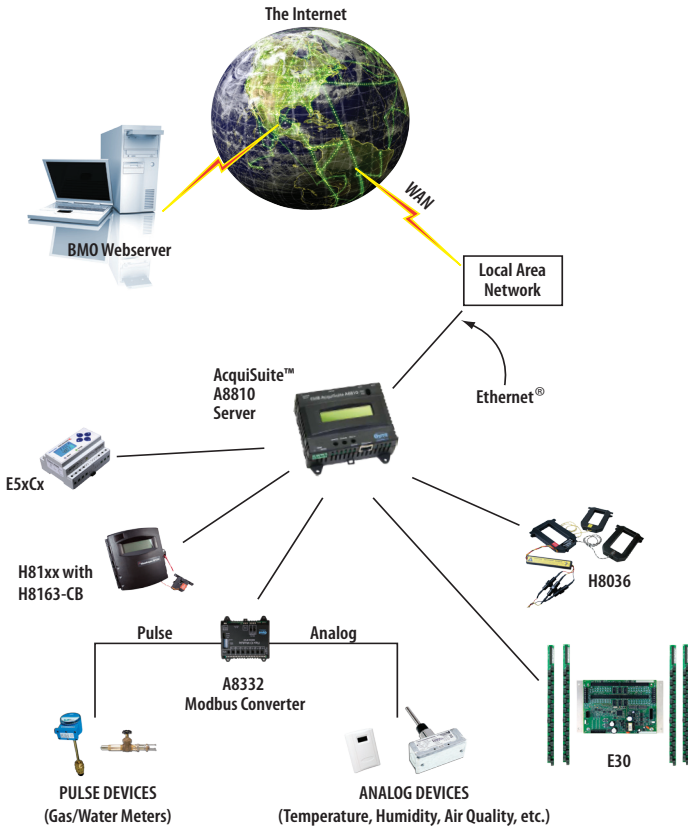 The Internet
WAN
BMO Webserver
Local Area
Network
AcquiSuite™
A8810
Server
Ethernet®
E5xCx
H81xx with
H8163-CB
H8036
Pulse
Analog
A8332
Modbus Converter
E30
PULSE DEVICES
(Gas/Water Meters)
ANALOG DEVICES
(Temperature, Humidity, Air Quality, etc.)